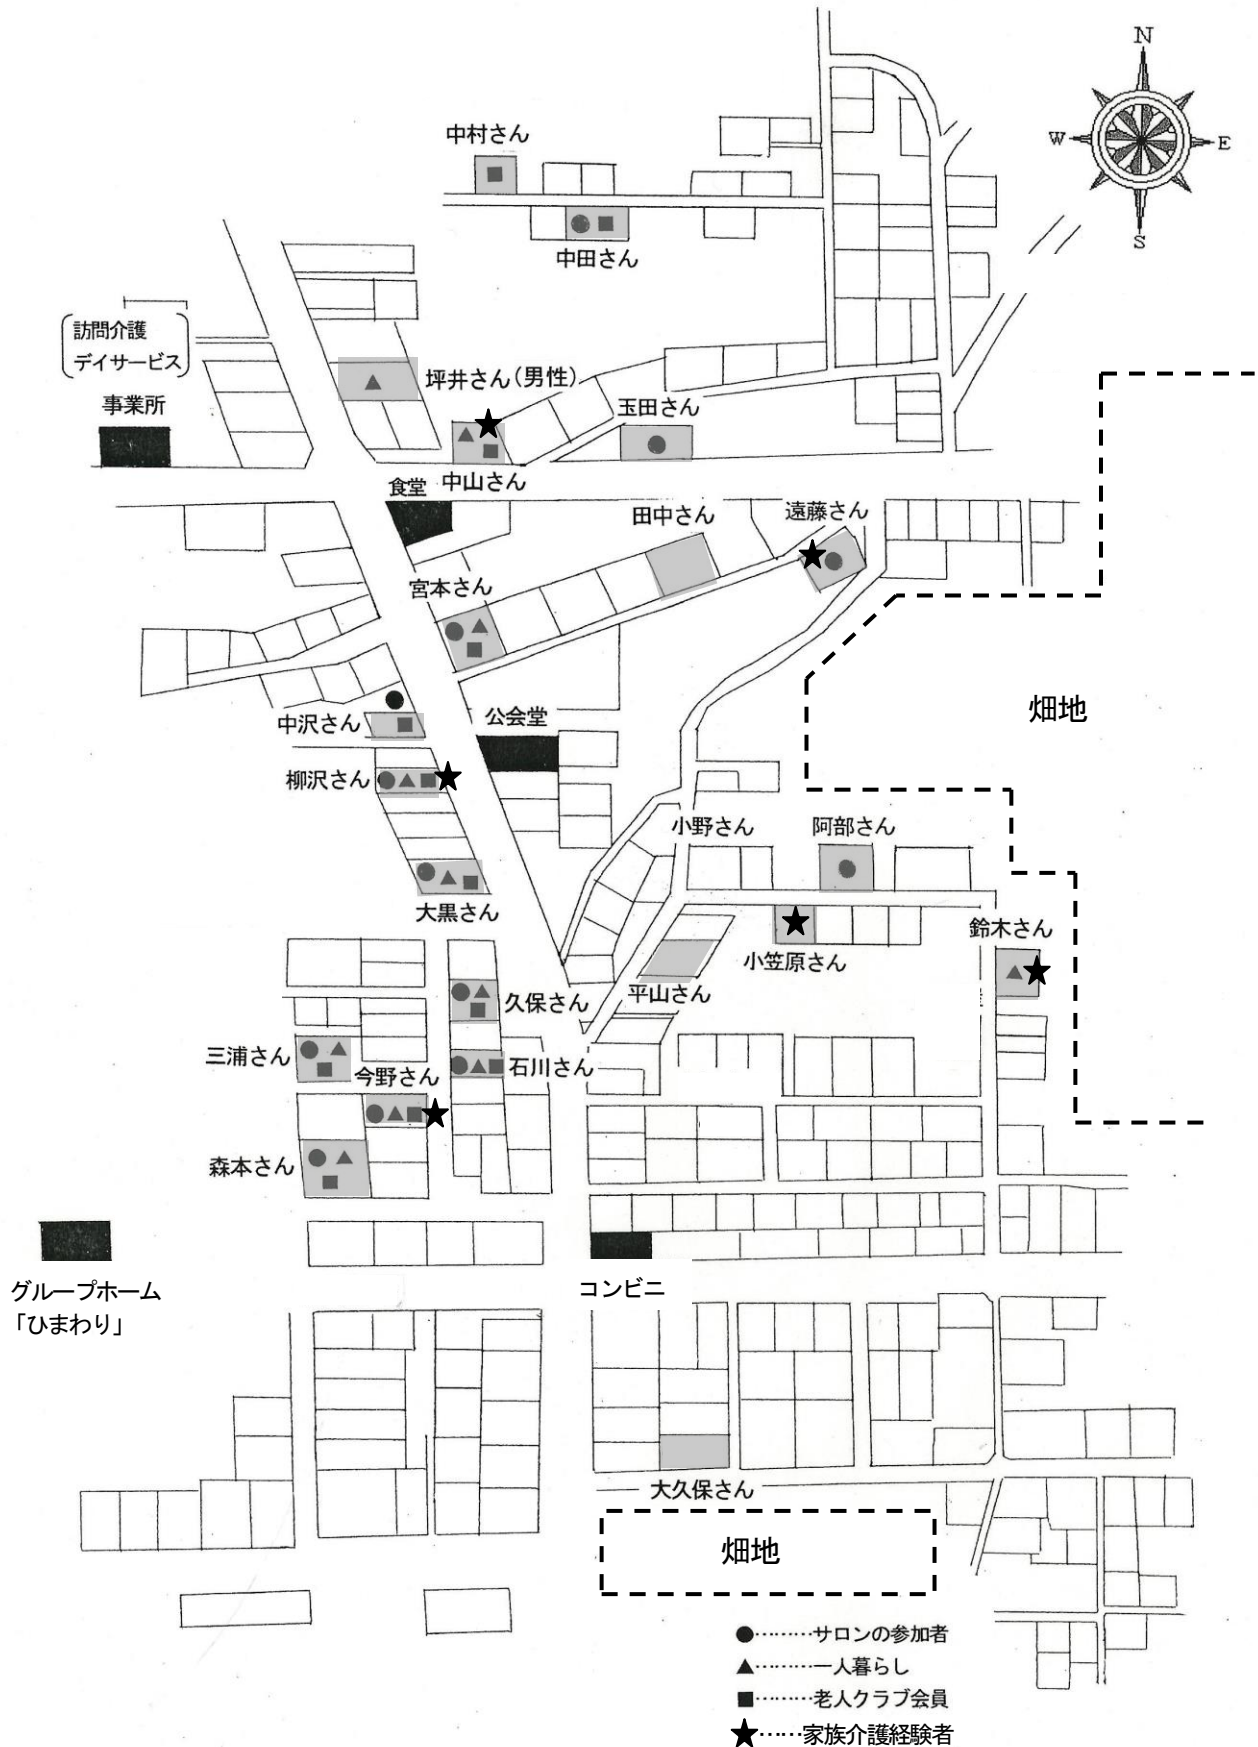 N
W
E
S
中村さん
中田さん
訪問介護
デイサービス
事業所
坪井さん(男性)
玉田さん
食堂
中山さん
田中さん
遠藤さん
宮本さん
畑地
中沢さん
公会堂
柳沢さん
小野さん
阿部さん
大黒さん
鈴木さん
小笠原さん
久保さん
平山さん
三浦さん
今野さん
石川さん
森本さん
グループホーム
「ひまわり」
コンビニ
大久保さん
畑地
●………サロンの参加者
▲………一人暮らし
■………老人クラブ会員
★……家族介護経験者